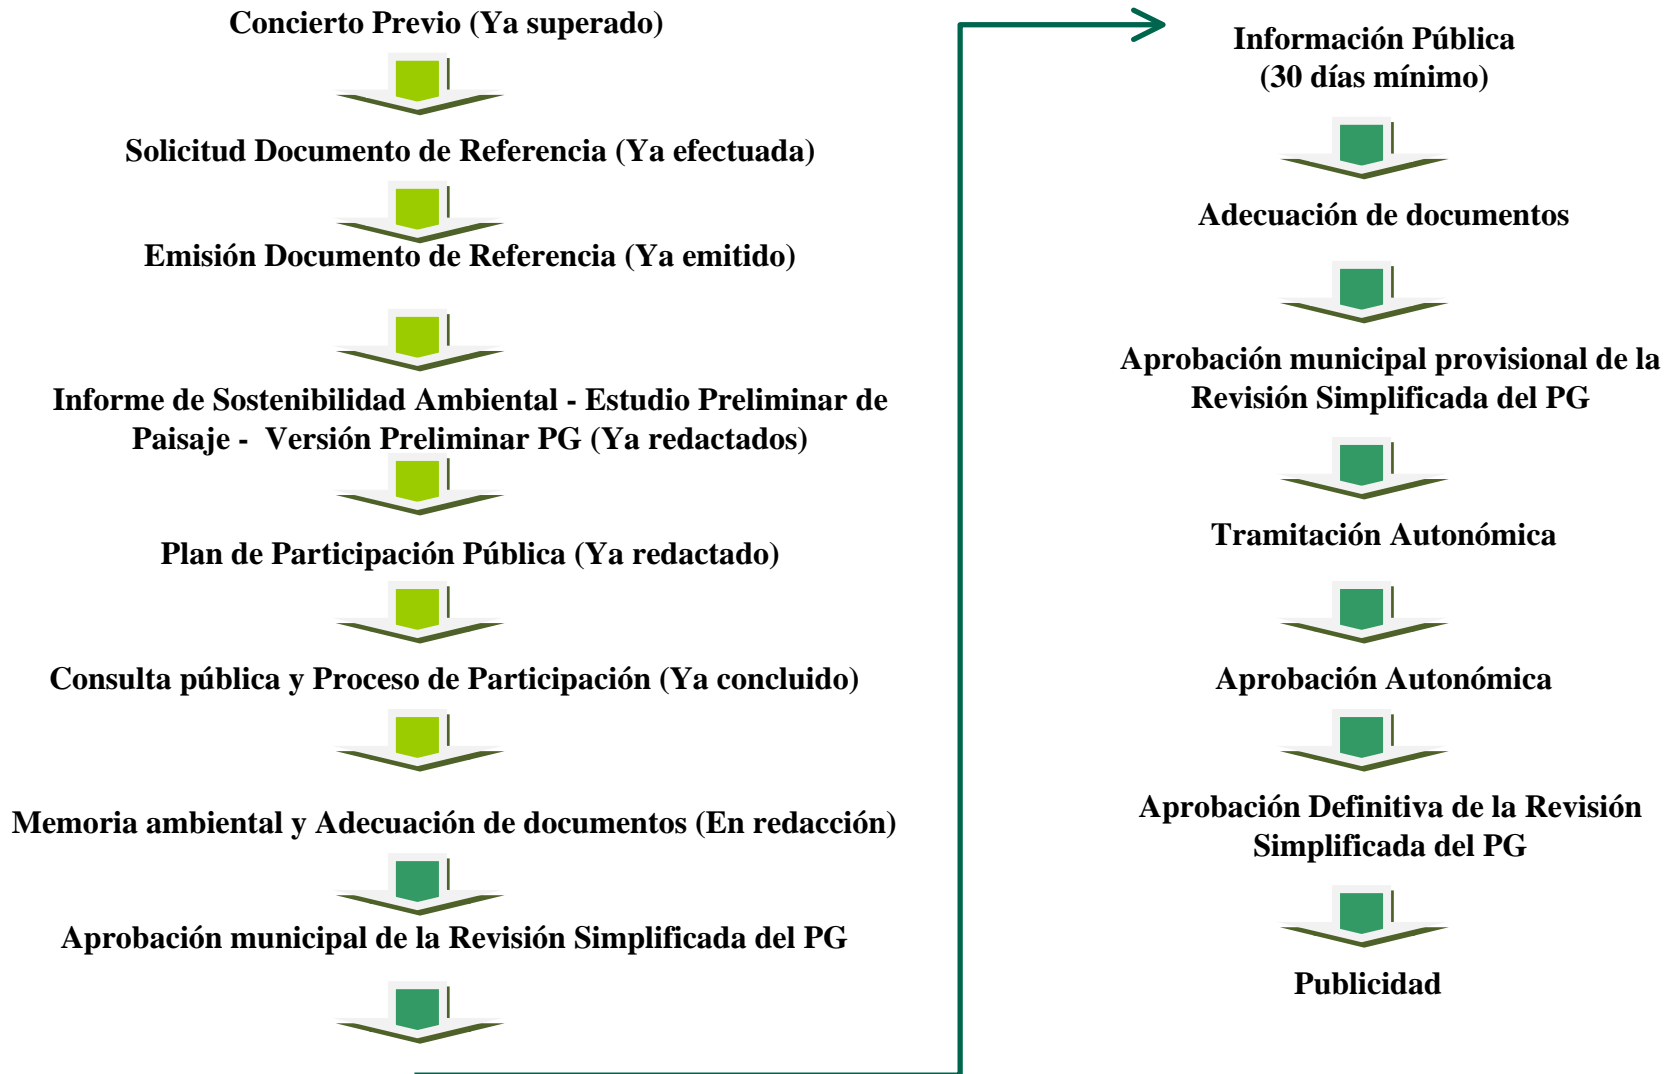 Concierto Previo (Ya superado)
Solicitud Documento de Referencia (Ya efectuada)
Emisión Documento de Referencia (Ya emitido)
Informe de Sostenibilidad Ambiental - Estudio Preliminar de
Paisaje - Versión Preliminar PG (Ya redactados)
Plan de Participación Pública (Ya redactado)
Consulta pública y Proceso de Participación (Ya concluido)
Memoria ambiental y Adecuación de documentos (En redacción)
Aprobación municipal de la Revisión Simplificada del PG
Información Pública
(30 días mínimo)
Adecuación de documentos
Aprobación municipal provisional de la
Revisión Simplificada del PG
Tramitación Autonómica
Aprobación Autonómica
Aprobación Definitiva de la Revisión
Simplificada del PG
Publicidad